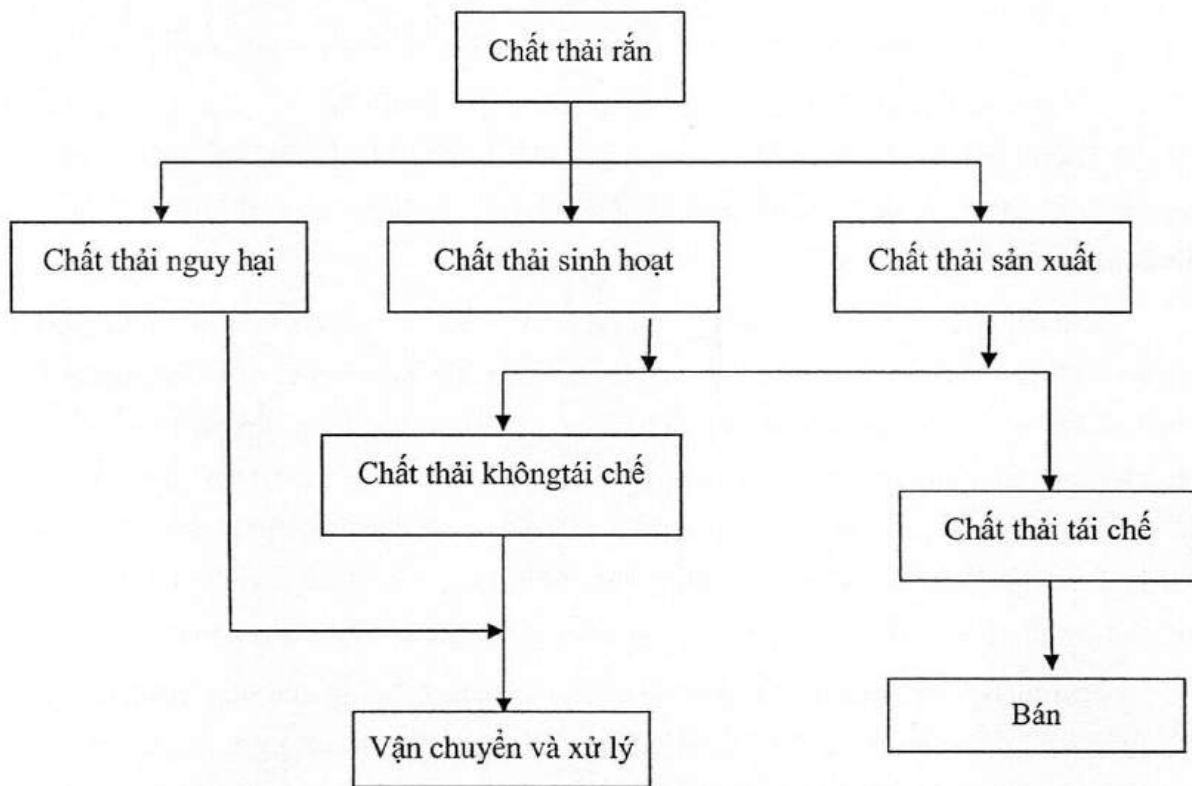 Chất thải rắn
Chất thải nguy hại
Chất thải sinh hoạt
Chất thải sản xuất
Chất thải khôngtái chế
Chất thải tái chế
Vận chuyển và xử lý
Bán